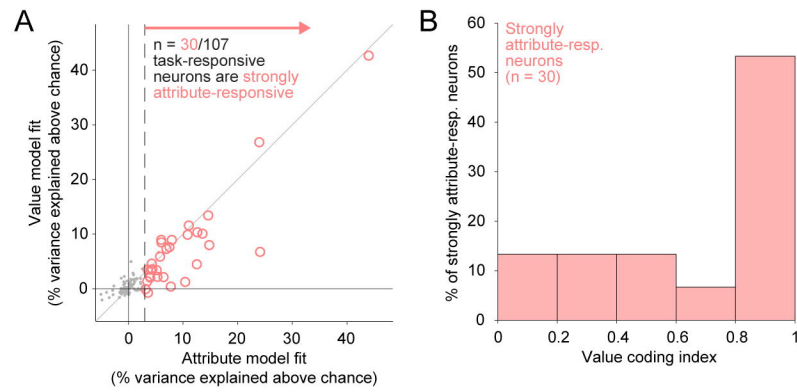 A
n = 30/107
task-responsive
neurons are strongly
attribute-responsive
Value model fit
(% variance explained above chance)
40
30
20
10
0
0
10
20
30
40
Attribute model fit
(% variance explained above chance)
B
Strongly
attribute-resp.
neurons
(n = 30)
% of strongly attribute-resp. neurons
60
50
40
30
20
10
0
0
0.2
0.4
0.6
0.8
1
Value coding index